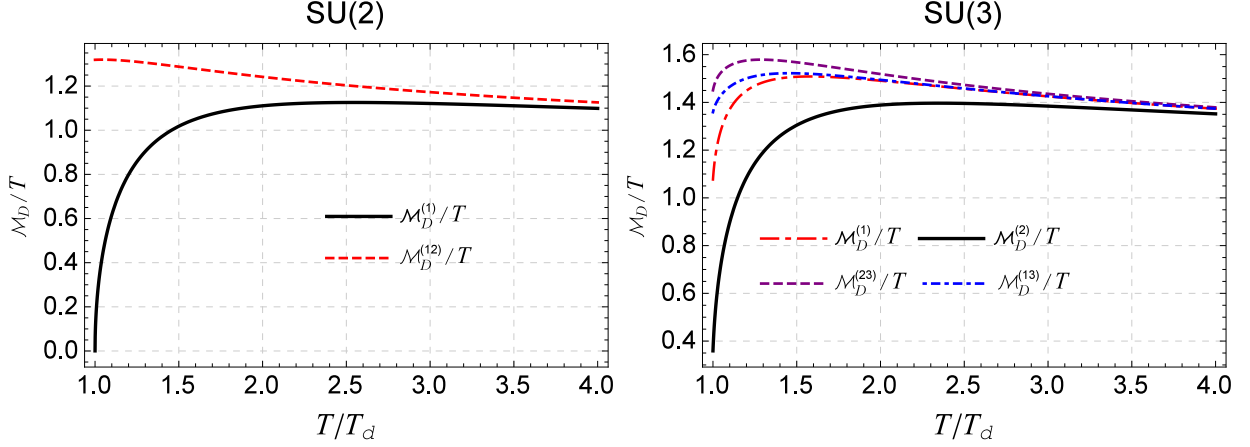 SU(2)
ℳ_D/T
1.2
1.0
0.8
0.6
0.4
0.2
0.0
ℳ_D^(1)/T
ℳ_D^(12)/T
1.0 1.5 2.0 2.5 3.0 3.5 4.0
T/T_d
SU(3)
ℳ_D/T
1.6
1.4
1.2
1.0
0.8
0.6
0.4
ℳ_D^(1)/T ℳ_D^(2)/T
ℳ_D^(23)/T ℳ_D^(13)/T
1.0 1.5 2.0 2.5 3.0 3.5 4.0
T/T_d